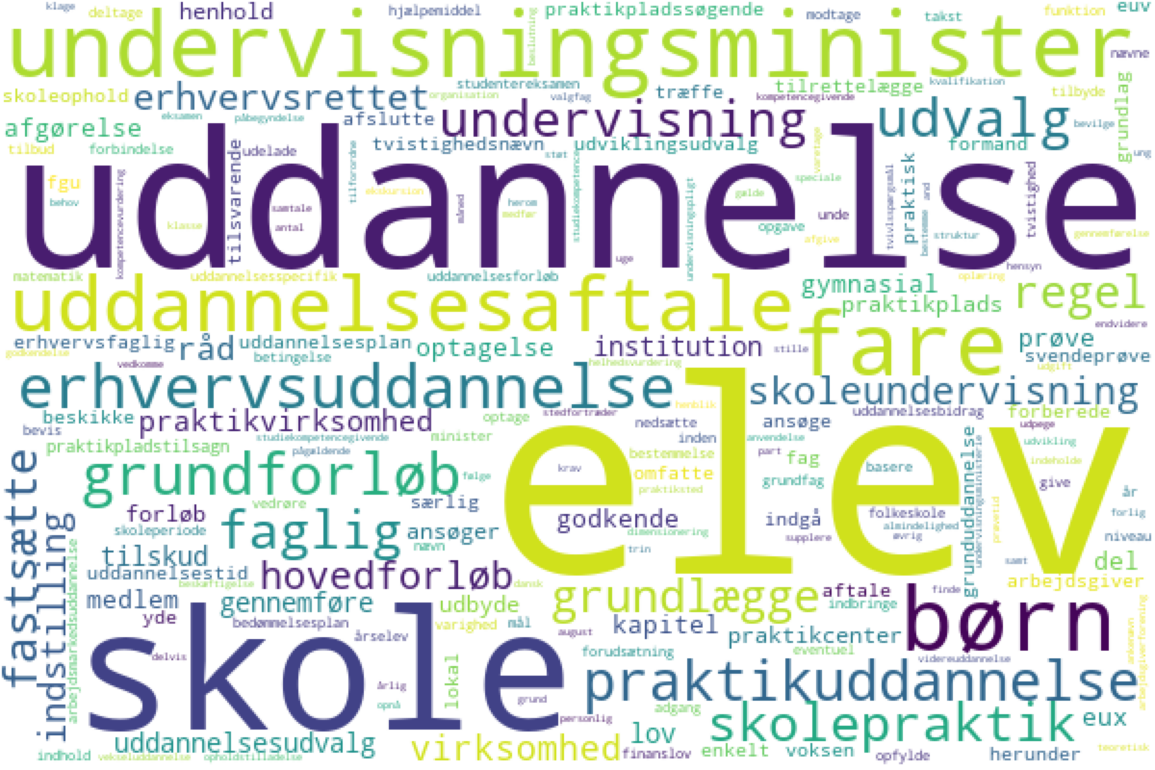 klage
deltage
henhold
hjælpemiddel
praktikpladssøgende
modtage
takst
funktion
euv
undervisningsminister
beslutning
nævne
skoleophold
erhvervsrettet
organisation
studentereksamen
valgfag
træffe
kompetencegivende
tilrettelægge
kvalifikation
tilbyde
grundlag
afgørelse
eksamen
påbegyndelse
afslutte
undervisning
udvalg
bevilge
tilbud
forbindelse
tilsvarende
udelade
tvistighedsnævn
udviklingsudvalg
formand
uddannelse
fgu
behov
kompetencevurdering
klasse
samtale
antal
tilforordne
ekskursion
måned
herom
medfør
støt
studiekompetence
undervisningspligt
gælde
speciale
varetage
opgave
unde
afgive
tvivlsspørgsmål
praktisk
bestemme
and
struktur
tvistighed
ung
gennemførelse
uge
hensyn
matematik
uddannelsesspecifik
uddannelsesforløb
oplæring
uddannelsesaftale
gymnasial
praktikplads
regel
endvidere
erhvervsfaglig
råd
uddannelsesplan
optagelse
institution
stille
fare
prøve
svendeprøve
godkendelse
vedkomme
betingelse
helhedsvurdering
udgift
erhvervsuddannelse
elev
skoleundervisning
beskikke
bevis
praktikvirksomhed
optage
stedfortræder
henblik
nedsætte
ansøge
uddannelsesbidrag
forberede
udpege
praktikpladstilsagn
studiekompetencegivende
pågældende
minister
inden
bestemmelse
anvendelse
part
fag
basere
udvikling
indeholde
fastsætte
grundforløb
følge
krav
omfatte
praktiksted
grundfag
grunduddannelse
undervisningsministerie
give
år
vedrøre
særlig
forløb
skoleperiode
faglig
ansøger
godkende
indgå
supplere
folkeskole
almindelighed
øvrig
prøvetid
forlig
niveau
indstilling
arbejdsmarkedsuddannelse
tilskud
nævn
trin
dimensionering
samt
del
uddannelsestid
beskæftigelse
hovedforløb
dansk
arbejdsgiver
medlem
yde
gennemføre
bedømmelsesplan
udbyde
varighed
mål
grundlægge
aftale
indbringe
finde
børn
skole
årselev
august
kapitel
praktikcenter
eventuel
delvis
årlig
opnå
lokal
grund
forudsætning
videreuddannelse
ankenævn
arbejdsgiverforening
praktikuddannelse
personlig
adgang
skolepraktik
eux
uddannelsesudvalg
virksomhed
lov
indhold
vekseluddannelse
opholdstilladelse
finanslov
enkelt
voksen
opfylde
herunder
teoretisk